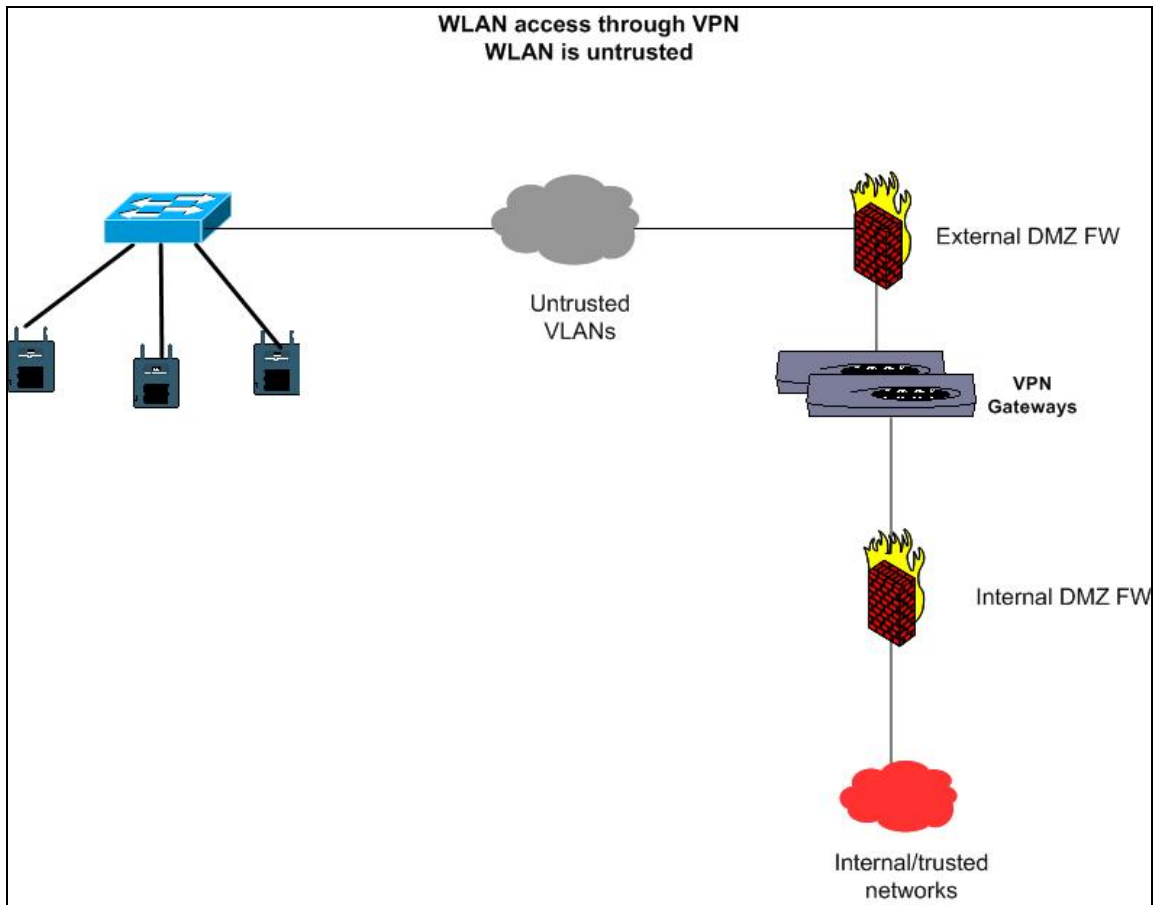 WLAN access through VPN
WLAN is untrusted
External DMZ FW
Untrusted
VLANs
VPN
Gateways
Internal DMZ FW
Internal/trusted
networks